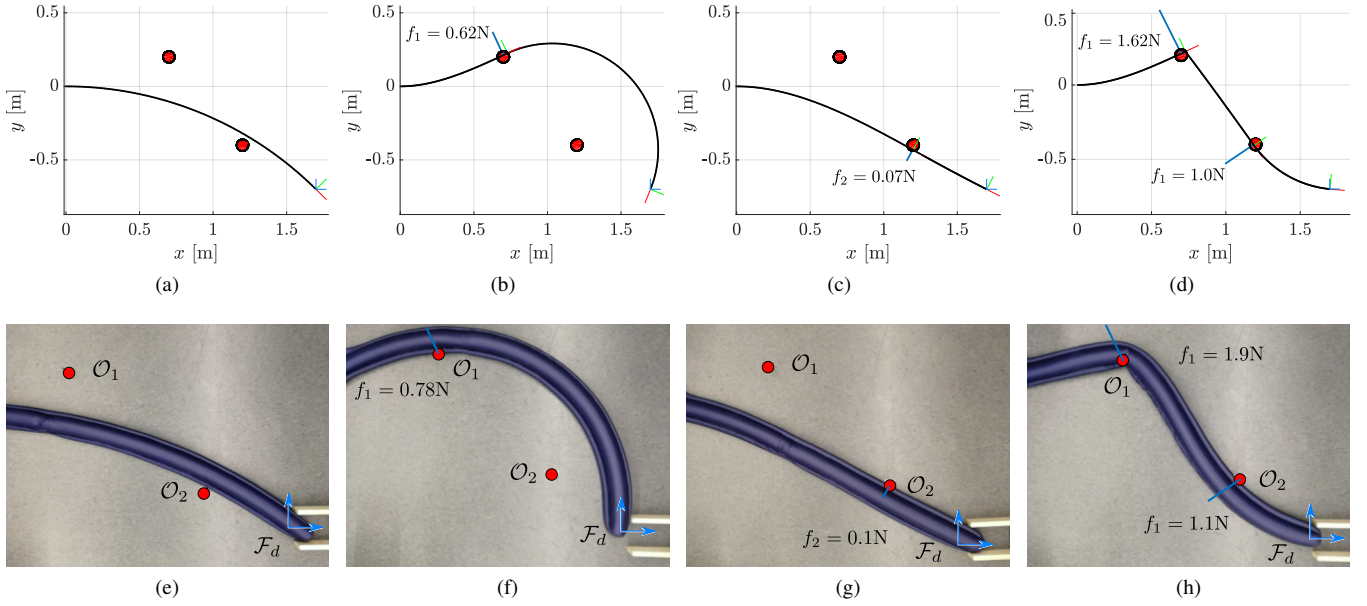 0.5
0
-0.5
y [m]
0
0.5
1
1.5
x [m]
(a)
f₁ = 0.62N
0.5
0
-0.5
y [m]
0
0.5
1
1.5
x [m]
(b)
0.5
0
-0.5
y [m]
f₂ = 0.07N
0
0.5
1
1.5
x [m]
(c)
f₁ = 1.62N
0.5
0
-0.5
y [m]
f₁ = 1.0N
0
0.5
1
1.5
x [m]
(d)
𝒪₁
𝒪₂
ℱ_d
(e)
𝒪₁
f₁ = 0.78N
𝒪₂
ℱ_d
(f)
𝒪₁
𝒪₂
f₂ = 0.1N
ℱ_d
(g)
f₁ = 1.9N
𝒪₁
𝒪₂
f₁ = 1.1N
ℱ_d
(h)